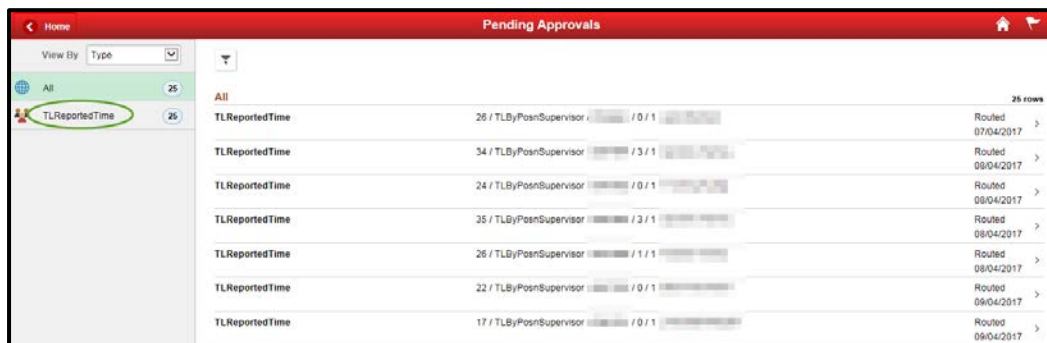 Home
Pending Approvals
View By Type
All 25
TLReportedTime 25
All
25 rows
TLReportedTime 26 / TLByPosnSupervisor / 0 / 1 Routed
07/04/2017
TLReportedTime 34 / TLByPosnSupervisor / 3 / 1 Routed
08/04/2017
TLReportedTime 24 / TLByPosnSupervisor / 0 / 1 Routed
08/04/2017
TLReportedTime 35 / TLByPosnSupervisor / 3 / 1 Routed
08/04/2017
TLReportedTime 26 / TLByPosnSupervisor / 1 / 1 Routed
08/04/2017
TLReportedTime 22 / TLByPosnSupervisor / 0 / 1 Routed
09/04/2017
TLReportedTime 17 / TLByPosnSupervisor / 0 / 1 Routed
09/04/2017